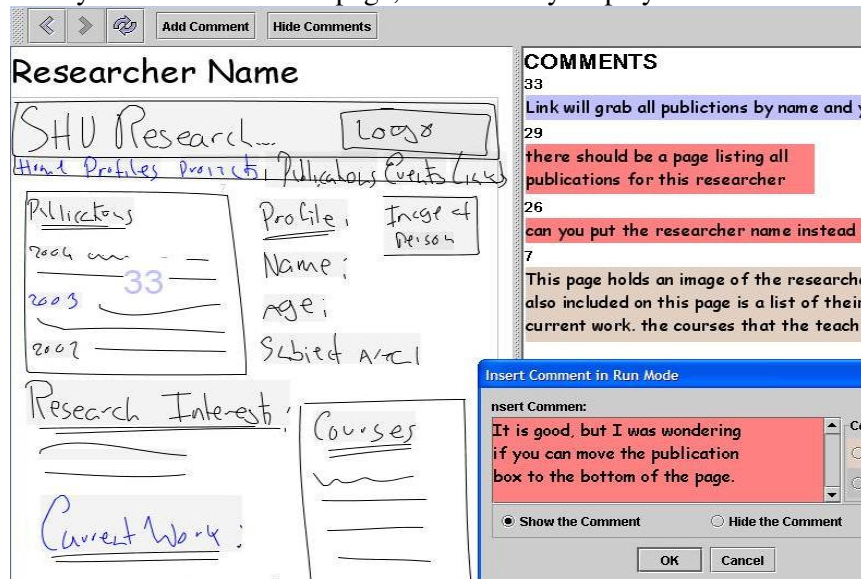 Add Comment Hide Comments
Researcher Name
SHU Research....
Logo
Home Profiles Projects, Publications Events Links
7
Publications
2004
33
2003
2002
Profile:
Image of
person
Name:
Age:
Subject Area
Research Interest:
Courses
Current Work:
COMMENTS
33
Link will grab all publictions by name and
29
there should be a page listing all
publications for this researcher
26
can you put the researcher name instead
7
This page holds an image of the researche
also included on this page is a list of their
current work. the courses that the teach
Insert Comment in Run Mode
nsert Commen:
It is good, but I was wondering
if you can move the publication
box to the bottom of the page.
Show the Comment Hide the Comment
OK Cancel